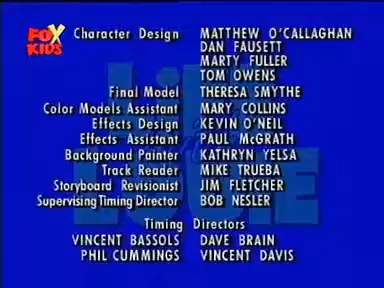 FOX
KIDS
Character Design MATTHEW O'CALLAGHAN
DAN FAUSETT
MARTY FULLER
TOM OWENS
Final Model THERESA SMYTHE
Color Models Assistant MARY COLLINS
Effects Design KEVIN O'NEIL
Effects Assistant PAUL McGRATH
Background Painter KATHRYN YELSA
Track Reader MIKE TRUEBA
Storyboard Revisionist JIM FLETCHER
Supervising Timing Director BOB NESLER
Timing Directors
VINCENT BASSOLS DAVE BRAIN
PHIL CUMMINGS VINCENT DAVIS